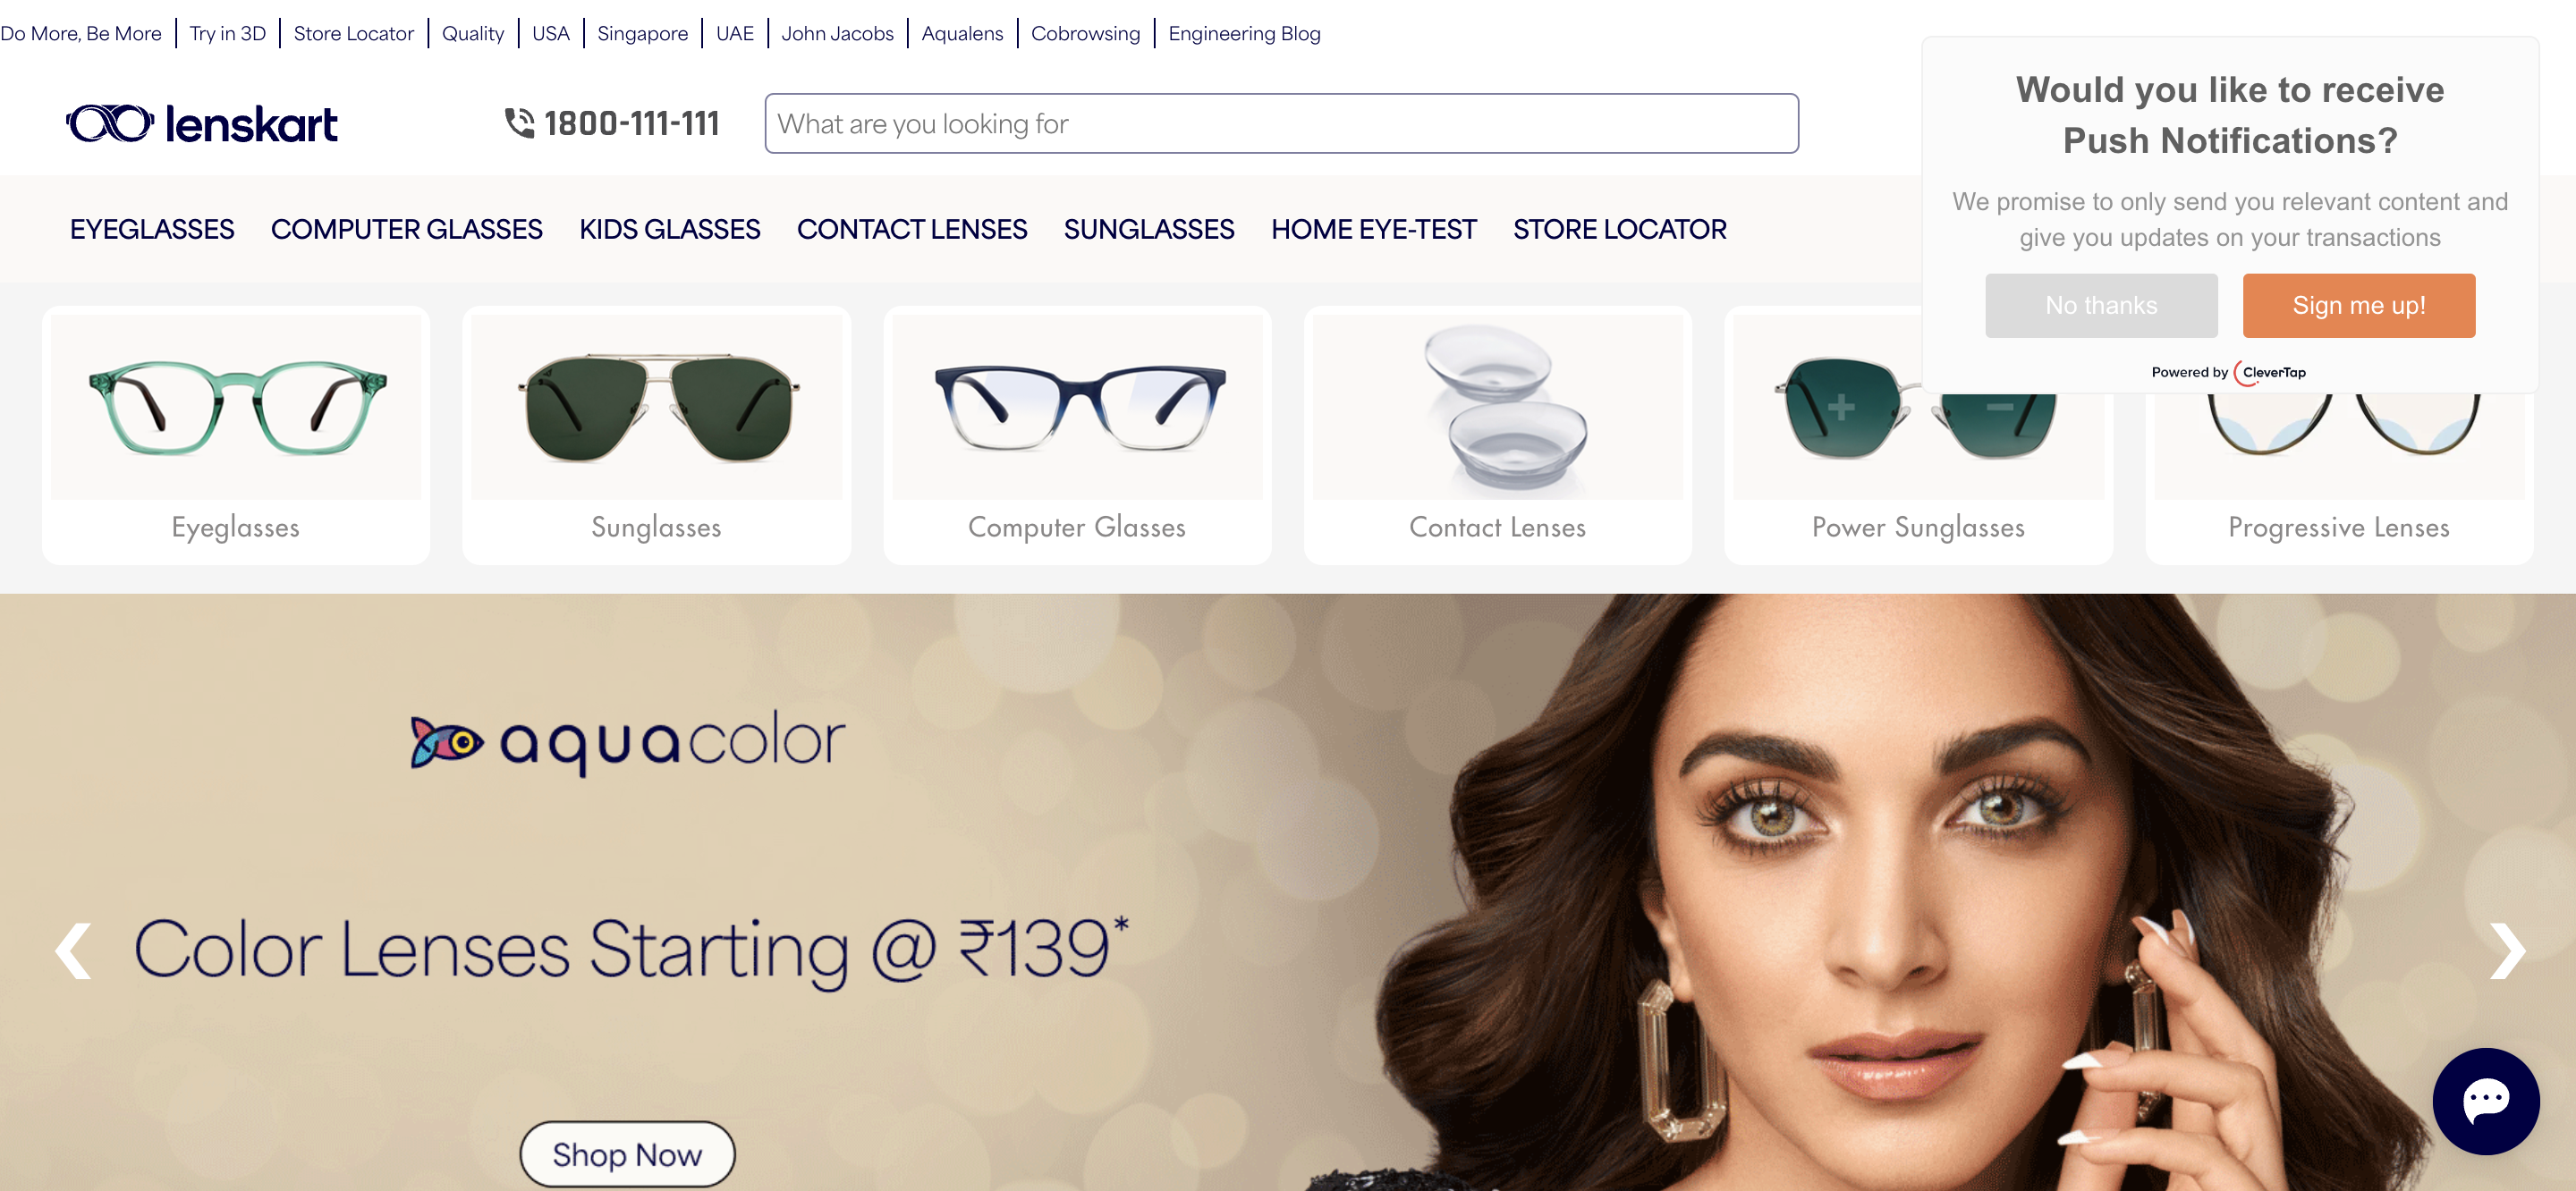 Do More, Be More | Try in 3D | Store Locator | Quality | USA | Singapore | UAE | John Jacobs | Aqualens | Cobrowsing | Engineering Blog
lenskart
1800-111-111
What are you looking for
Would you like to receive
Push Notifications?
We promise to only send you relevant content and
give you updates on your transactions
No thanks
Sign me up!
Powered by CleverTap
EYEGLASSES COMPUTER GLASSES KIDS GLASSES CONTACT LENSES SUNGLASSES HOME EYE-TEST STORE LOCATOR
Eyeglasses
Sunglasses
Computer Glasses
Contact Lenses
Power Sunglasses
Progressive Lenses
aquacolor
Color Lenses Starting @ ₹139*
Shop Now